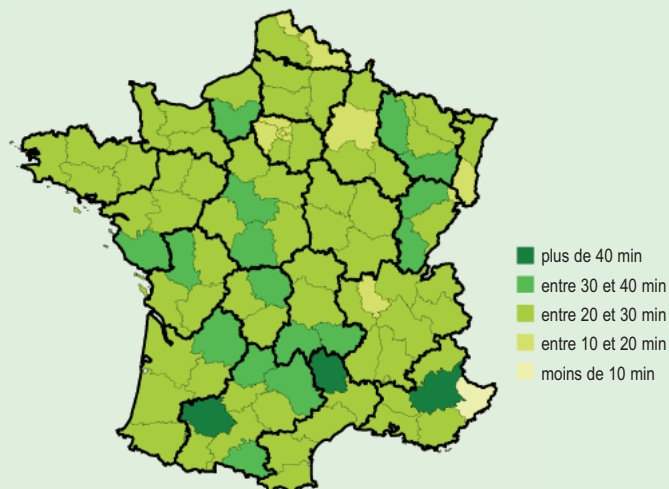 plus de 40 min
entre 30 et 40 min
entre 20 et 30 min
entre 10 et 20 min
moins de 10 min